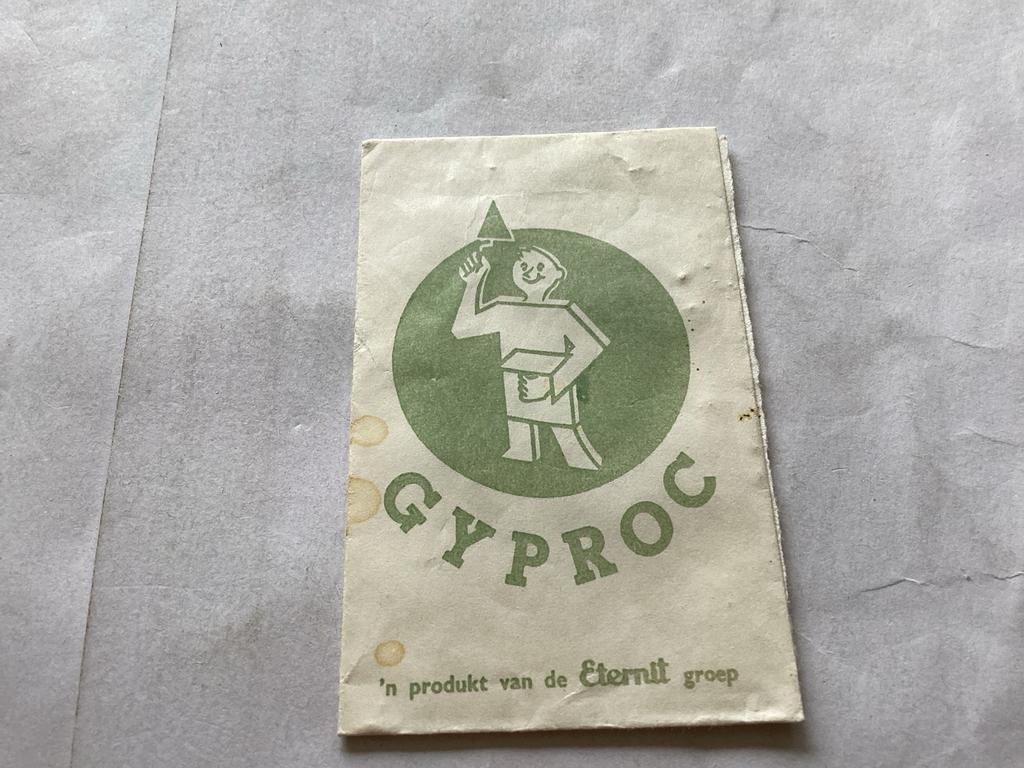 GYPROC
'n produkt van de Eternit groep